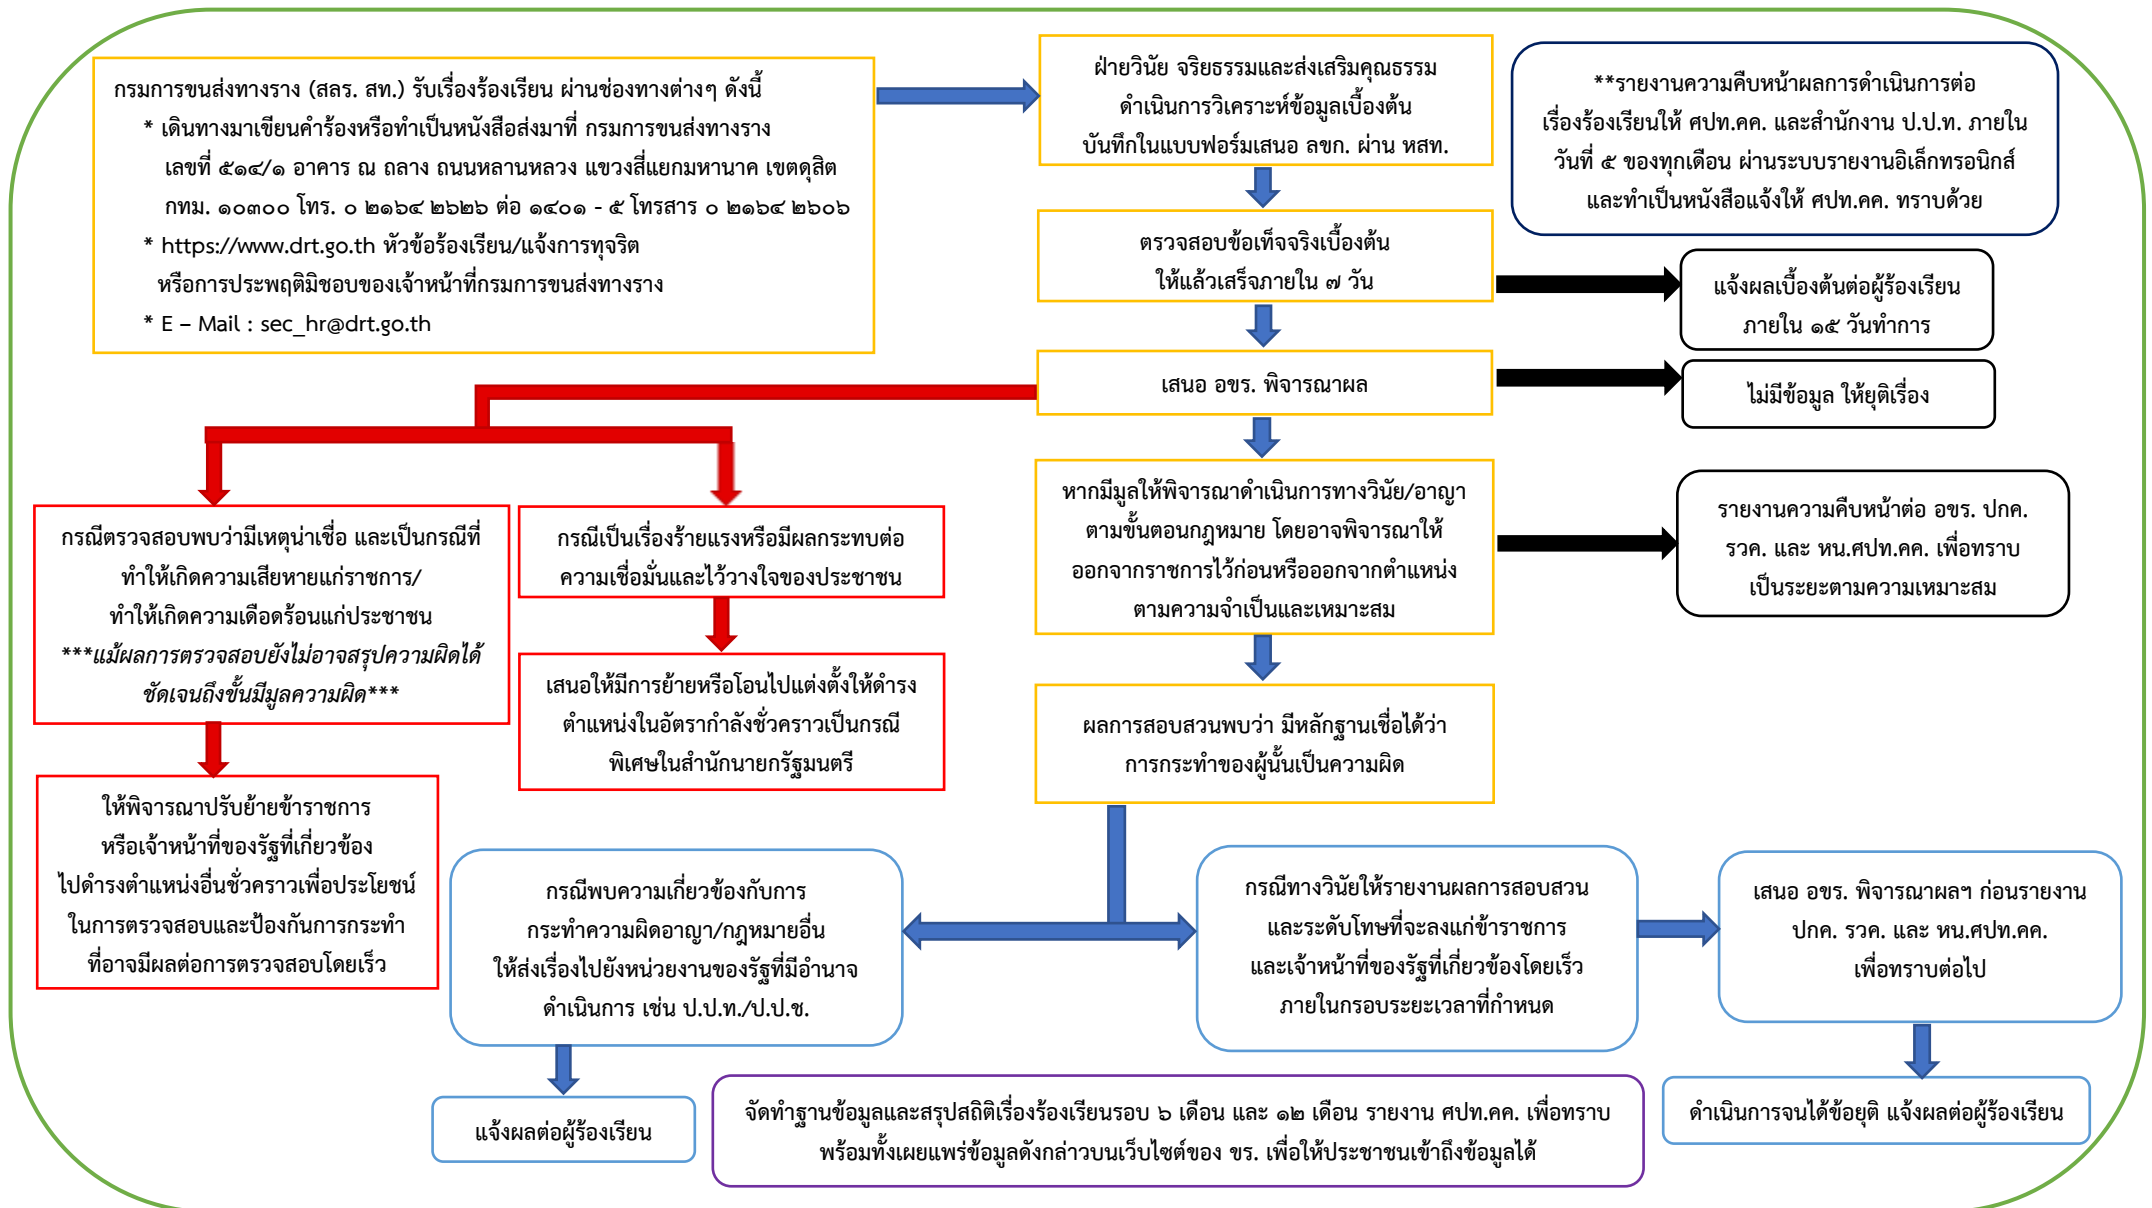 กรมการขนส่งทางราง (สลร. สท.) รับเรื่องร้องเรียน ผ่านช่องทางต่างๆ ดังนี้
* เดินทางมาเขียนคำร้องหรือทำเป็นหนังสือส่งมาที่ กรมการขนส่งทางราง
เลขที่ ๕๑๔/๑ อาคาร ณ ถลาง ถนนหลานหลวง แขวงสี่แยกมหานาค เขตดุสิต
กทม. ๑๐๓๐๐ โทร. ๐ ๒๑๖๔ ๒๖๒๖ ต่อ ๑๔๐๑ - ๕ โทรสาร ๐ ๒๑๖๔ ๒๖๐๖
* https://www.drt.go.th หัวข้อร้องเรียน/แจ้งการทุจริต
หรือการประพฤติมิชอบของเจ้าหน้าที่กรมการขนส่งทางราง
* E – Mail : sec_hr@drt.go.th
ฝ่ายวินัย จริยธรรมและส่งเสริมคุณธรรม
ดำเนินการวิเคราะห์ข้อมูลเบื้องต้น
บันทึกในแบบฟอร์มเสนอ ลขก. ผ่าน หสท.
**รายงานความคืบหน้าผลการดำเนินการต่อ
เรื่องร้องเรียนให้ ศปท.คค. และสำนักงาน ป.ป.ท. ภายใน
วันที่ ๕ ของทุกเดือน ผ่านระบบรายงานอิเล็กทรอนิกส์
และทำเป็นหนังสือแจ้งให้ ศปท.คค. ทราบด้วย
ตรวจสอบข้อเท็จจริงเบื้องต้น
ให้แล้วเสร็จภายใน ๗ วัน
แจ้งผลเบื้องต้นต่อผู้ร้องเรียน
ภายใน ๑๕ วันทำการ
เสนอ อขร. พิจารณาผล
ไม่มีข้อมูล ให้ยุติเรื่อง
หากมีมูลให้พิจารณาดำเนินการทางวินัย/อาญา
ตามขั้นตอนกฎหมาย โดยอาจพิจารณาให้
ออกจากราชการไว้ก่อนหรือออกจากตำแหน่ง
ตามความจำเป็นและเหมาะสม
รายงานความคืบหน้าต่อ อขร. ปกค.
รวค. และ หน.ศปท.คค. เพื่อทราบ
เป็นระยะตามความเหมาะสม
กรณีตรวจสอบพบว่ามีเหตุน่าเชื่อ และเป็นกรณีที่
ทำให้เกิดความเสียหายแก่ราชการ/
ทำให้เกิดความเดือดร้อนแก่ประชาชน
***แม้ผลการตรวจสอบยังไม่อาจสรุปความผิดได้
ชัดเจนถึงขั้นมีมูลความผิด***
กรณีเป็นเรื่องร้ายแรงหรือมีผลกระทบต่อ
ความเชื่อมั่นและไว้วางใจของประชาชน
เสนอให้มีการย้ายหรือโอนไปแต่งตั้งให้ดำรง
ตำแหน่งในอัตรากำลังชั่วคราวเป็นกรณี
พิเศษในสำนักนายกรัฐมนตรี
ผลการสอบสวนพบว่า มีหลักฐานเชื่อได้ว่า
การกระทำของผู้นั้นเป็นความผิด
ให้พิจารณาปรับย้ายข้าราชการ
หรือเจ้าหน้าที่ของรัฐที่เกี่ยวข้อง
ไปดำรงตำแหน่งอื่นชั่วคราวเพื่อประโยชน์
ในการตรวจสอบและป้องกันการกระทำ
ที่อาจมีผลต่อการตรวจสอบโดยเร็ว
กรณีพบความเกี่ยวข้องกับการ
กระทำความผิดอาญา/กฎหมายอื่น
ให้ส่งเรื่องไปยังหน่วยงานของรัฐที่มีอำนาจ
ดำเนินการ เช่น ป.ป.ท./ป.ป.ช.
กรณีทางวินัยให้รายงานผลการสอบสวน
และระดับโทษที่จะลงแก่ข้าราชการ
และเจ้าหน้าที่ของรัฐที่เกี่ยวข้องโดยเร็ว
ภายในกรอบระยะเวลาที่กำหนด
เสนอ อขร. พิจารณาผลฯ ก่อนรายงาน
ปกค. รวค. และ หน.ศปท.คค.
เพื่อทราบต่อไป
แจ้งผลต่อผู้ร้องเรียน
จัดทำฐานข้อมูลและสรุปสถิติเรื่องร้องเรียนรอบ ๖ เดือน และ ๑๒ เดือน รายงาน ศปท.คค. เพื่อทราบ
พร้อมทั้งเผยแพร่ข้อมูลดังกล่าวบนเว็บไซต์ของ ขร. เพื่อให้ประชาชนเข้าถึงข้อมูลได้
ดำเนินการจนได้ข้อยุติ แจ้งผลต่อผู้ร้องเรียน